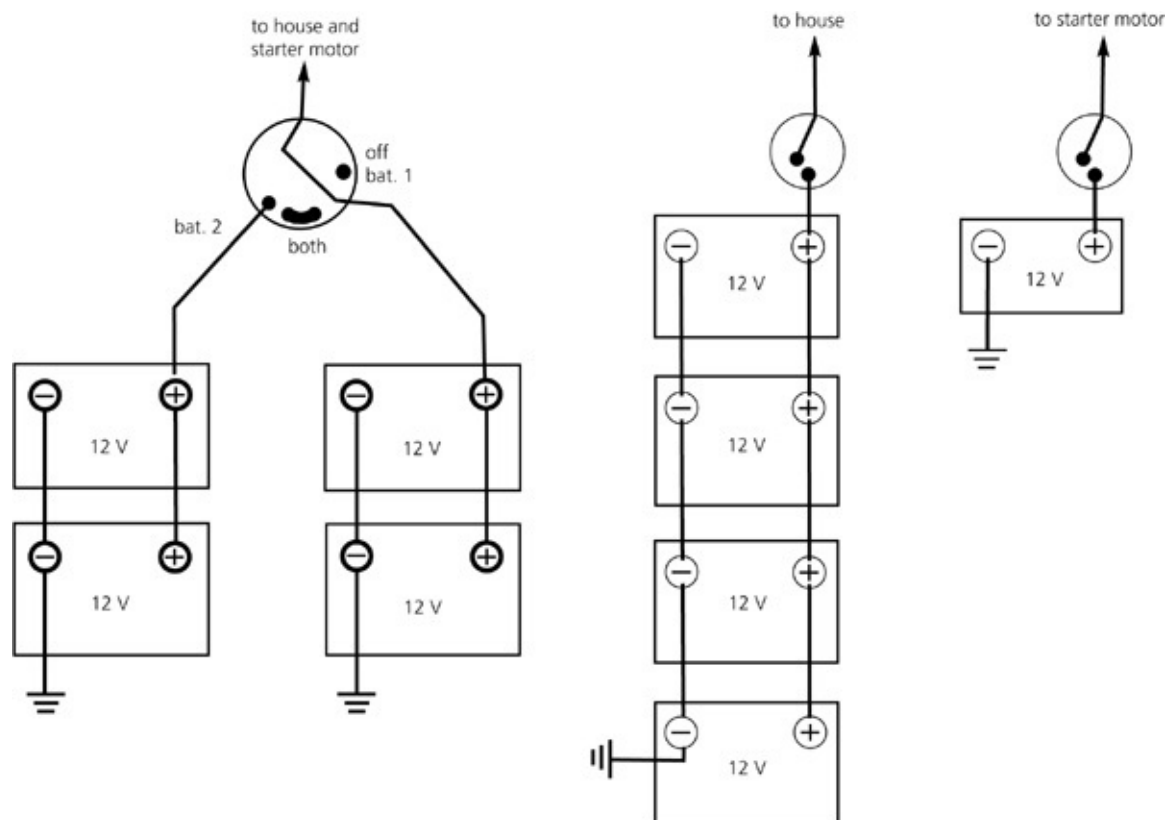 to house and
starter motor
off
bat. 1
bat. 2
both
− +
12 V
− +
12 V
− +
12 V
− +
12 V
to house
− +
12 V
− +
12 V
− +
12 V
− +
12 V
to starter motor
− +
12 V